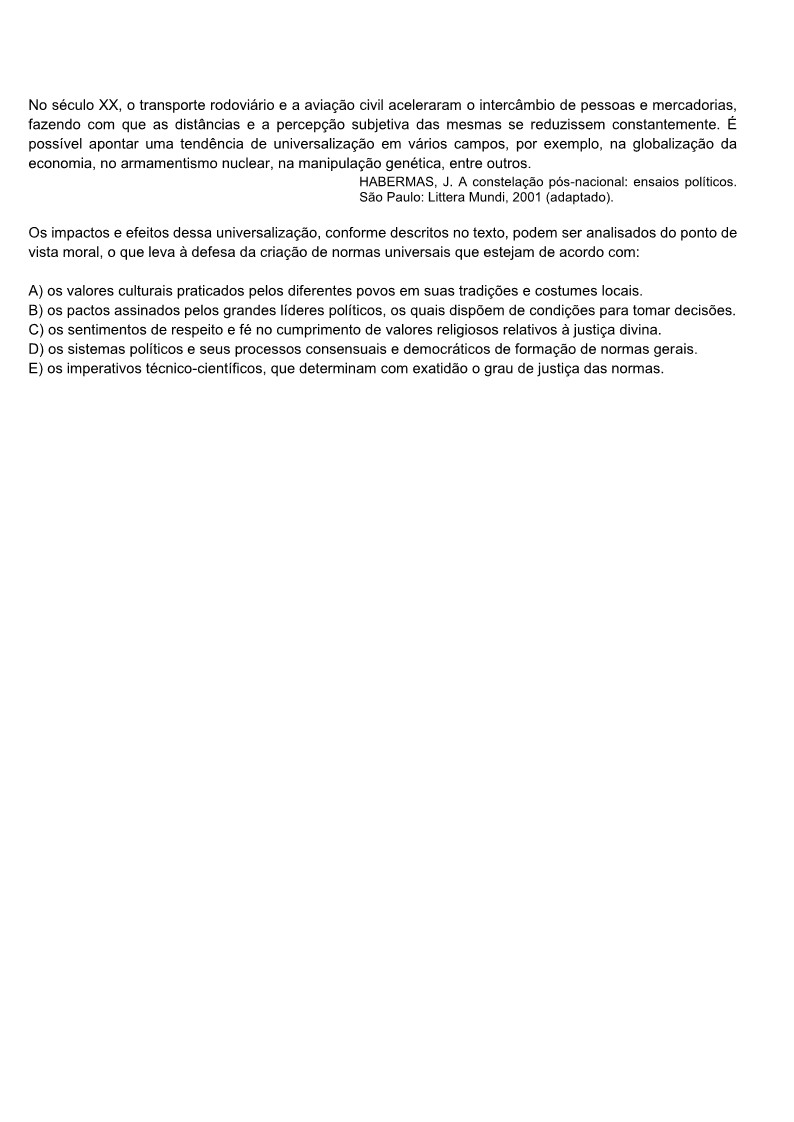 No século XX, o transporte rodoviário e a aviação civil aceleraram o intercâmbio de pessoas e mercadorias,
fazendo com que as distâncias e a percepção subjetiva das mesmas se reduzissem constantemente. É
possível apontar uma tendência de universalização em vários campos, por exemplo, na globalização da
economia, no armamentismo nuclear, na manipulação genética, entre outros.
HABERMAS, J. A constelação pós-nacional: ensaios políticos.
São Paulo: Littera Mundi, 2001 (adaptado).
Os impactos e efeitos dessa universalização, conforme descritos no texto, podem ser analisados do ponto de
vista moral, o que leva à defesa da criação de normas universais que estejam de acordo com:
A) os valores culturais praticados pelos diferentes povos em suas tradições e costumes locais.
B) os pactos assinados pelos grandes líderes políticos, os quais dispõem de condições para tomar decisões.
C) os sentimentos de respeito e fé no cumprimento de valores religiosos relativos à justiça divina.
D) os sistemas políticos e seus processos consensuais e democráticos de formação de normas gerais.
E) os imperativos técnico-científicos, que determinam com exatidão o grau de justiça das normas.